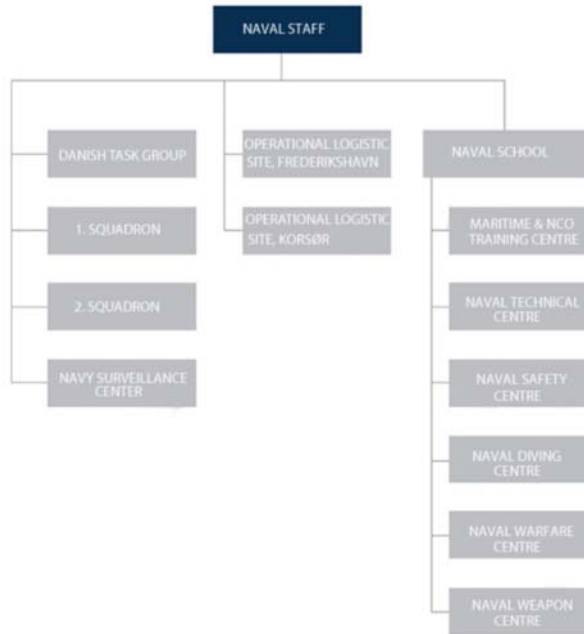 NAVAL STAFF
DANISH TASK GROUP
1. SQUADRON
2. SQUADRON
NAVY SURVEILLANCE
CENTER
OPERATIONAL LOGISTIC
SITE, FREDERIKSHAVN
OPERATIONAL LOGISTIC
SITE, KORSØR
NAVAL SCHOOL
MARITIME & NCO
TRAINING CENTRE
NAVAL TECHNICAL
CENTRE
NAVAL SAFETY
CENTRE
NAVAL DIVING
CENTRE
NAVAL WARFARE
CENTRE
NAVAL WEAPON
CENTRE